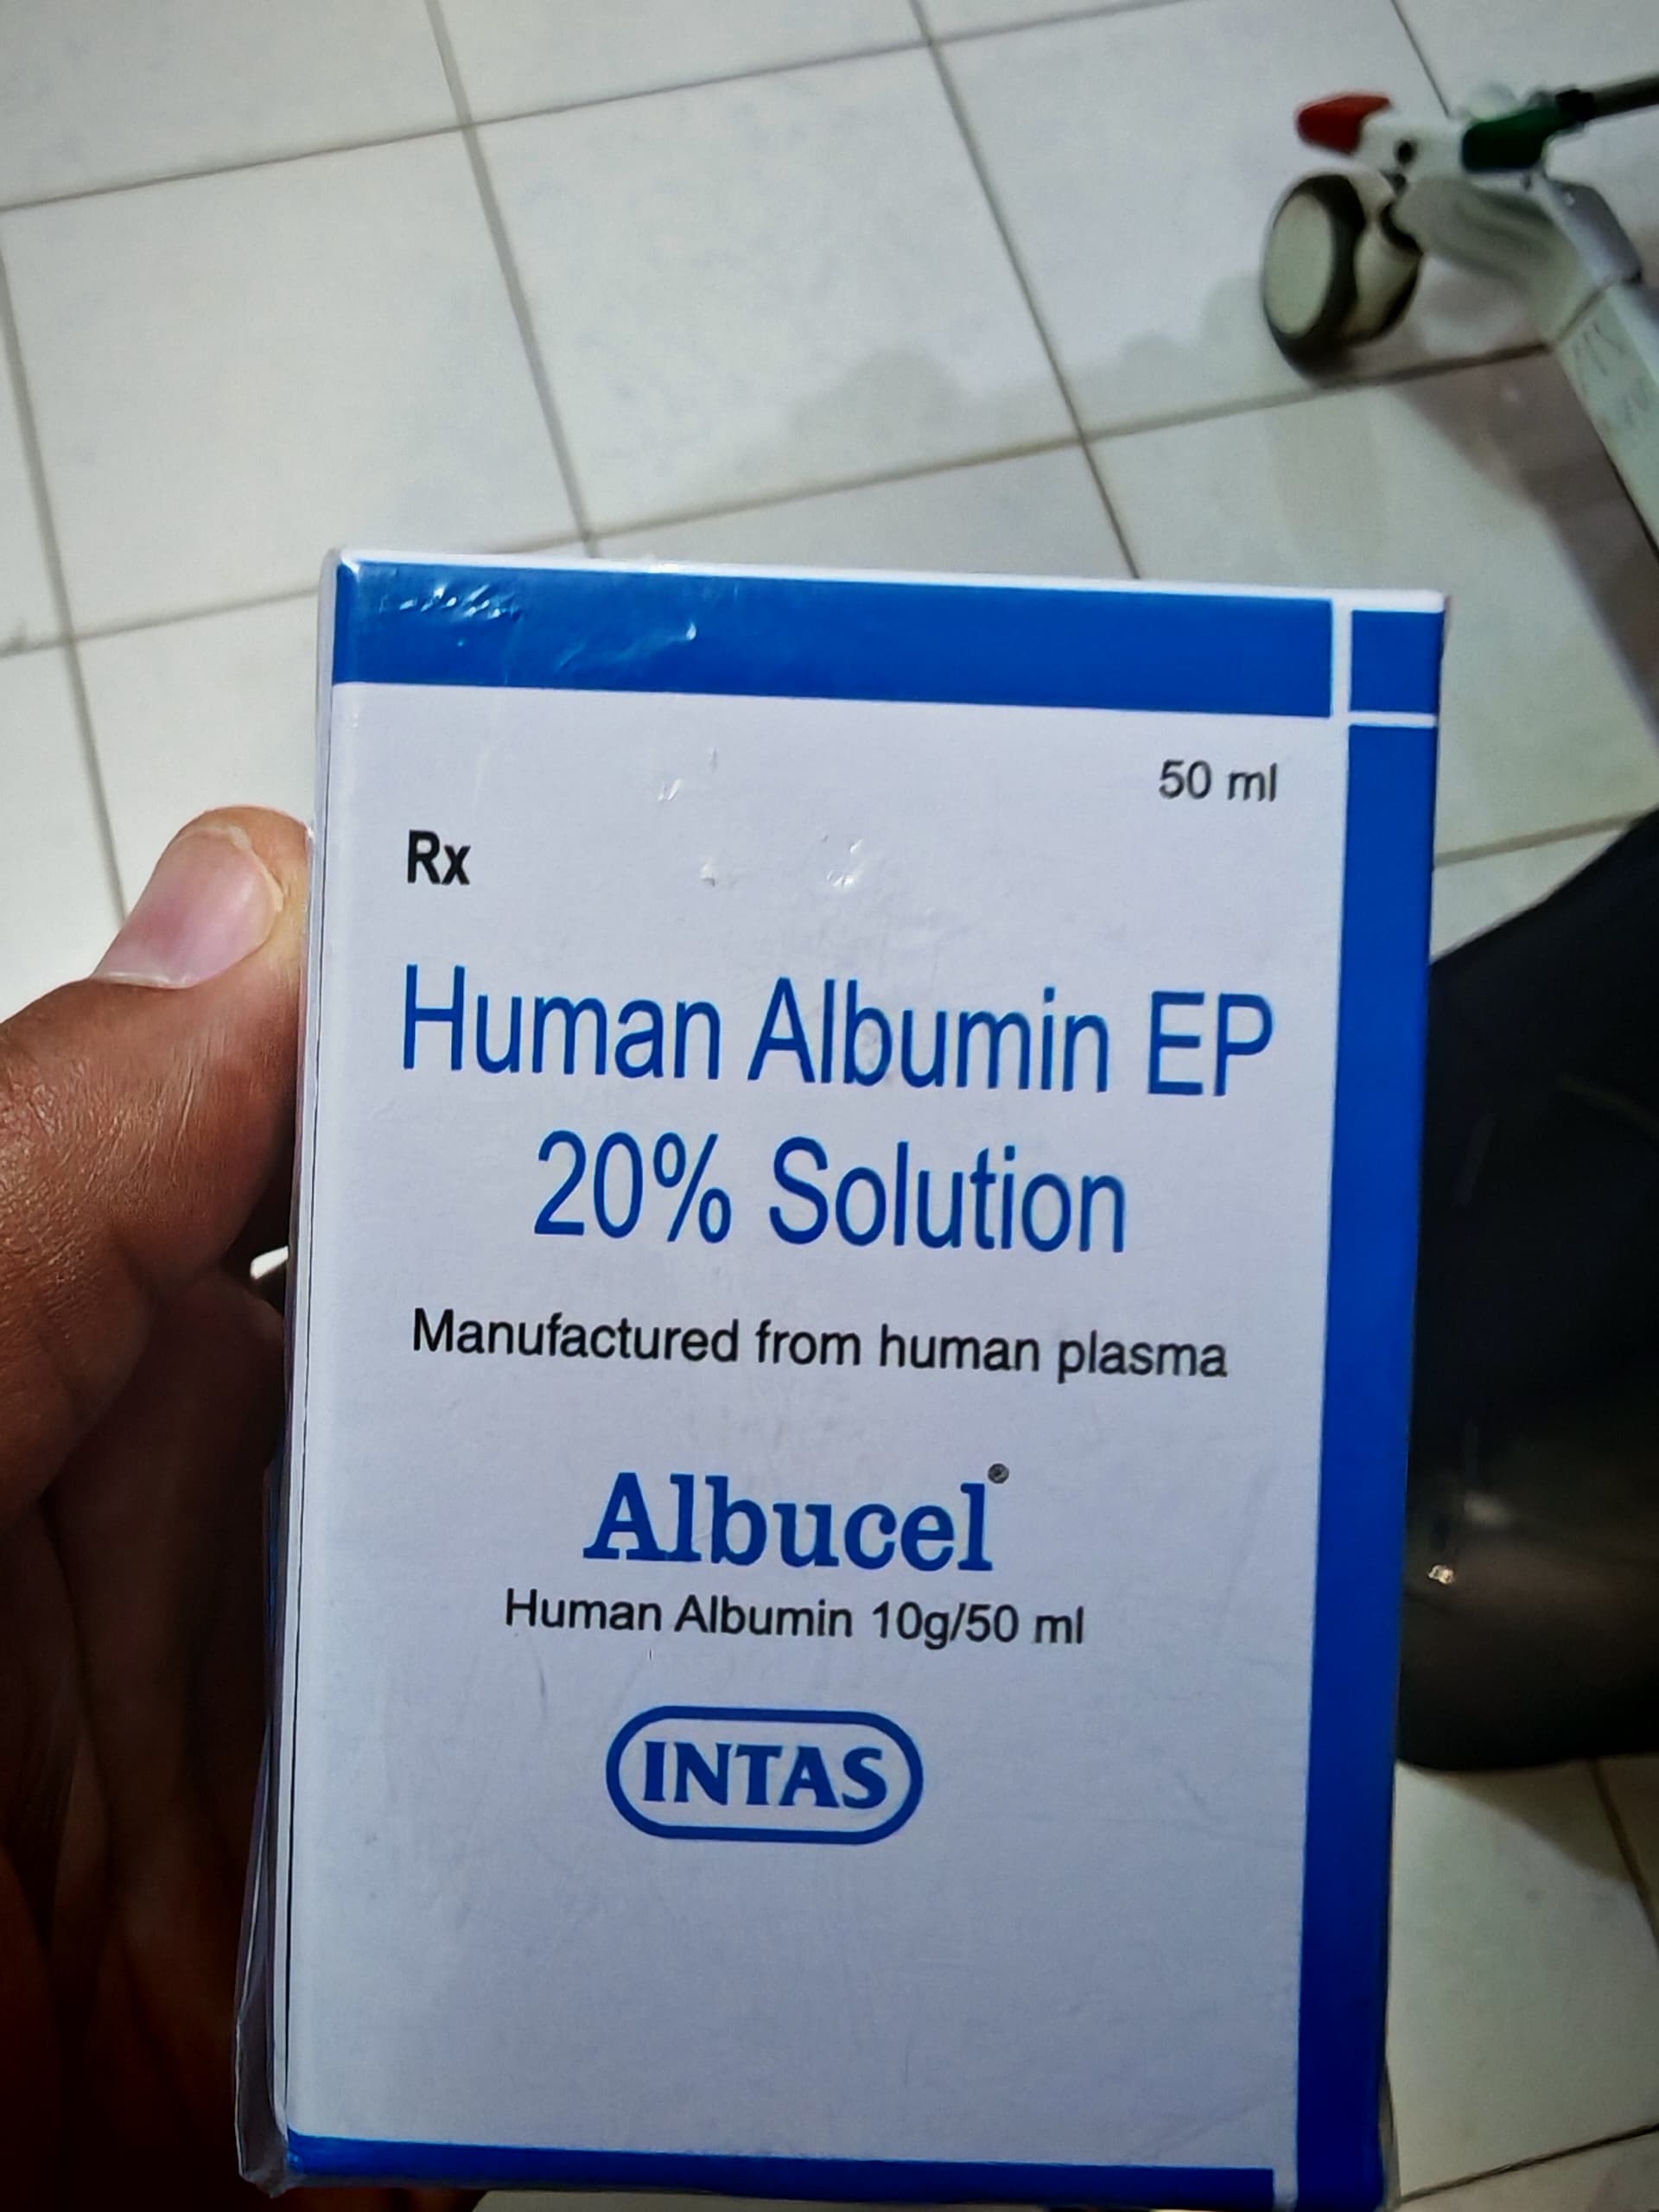 50 ml
Rx
Human Albumin EP
20% Solution
Manufactured from human plasma
Albucel®
Human Albumin 10g/50 ml
INTAS